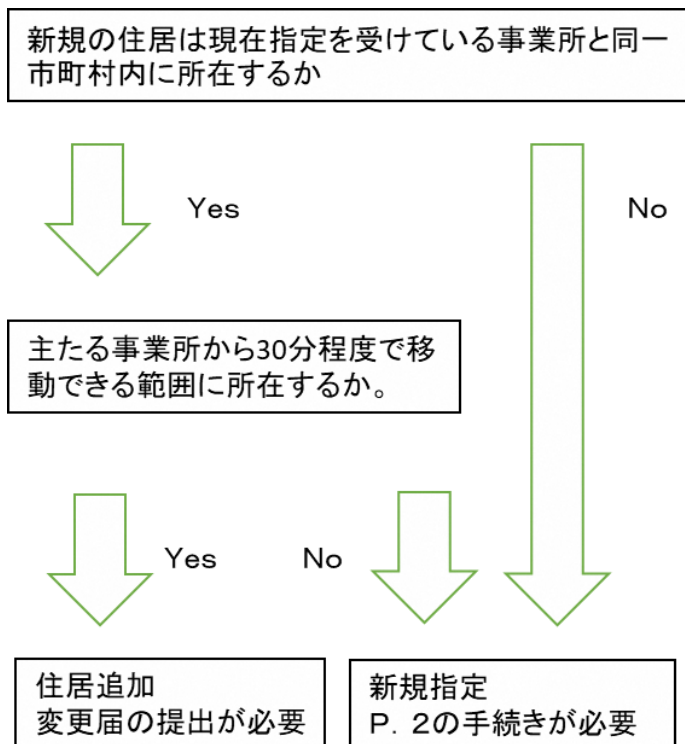 新規の住居は現在指定を受けている事業所と同一
市町村内に所在するか
Yes
No
主たる事業所から30分程度で移
動できる範囲に所在するか。
Yes
No
住居追加
変更届の提出が必要
新規指定
P．2の手続きが必要